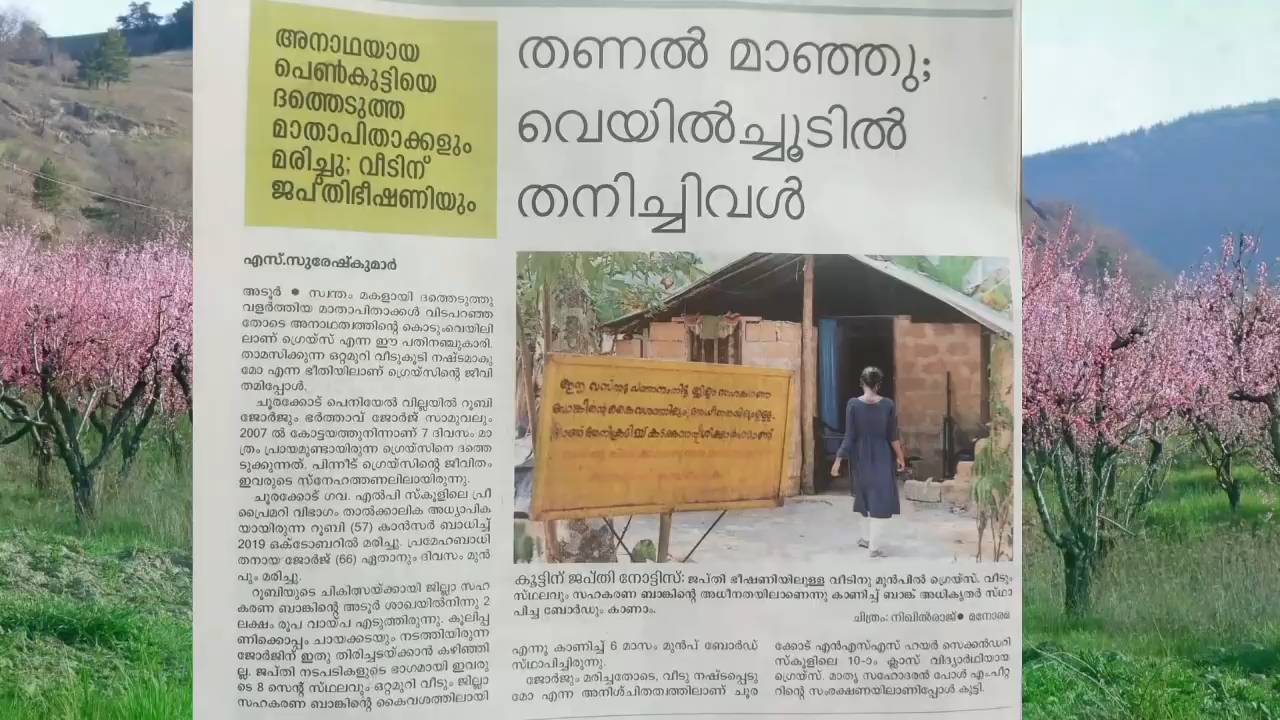 അനാഥയായ
പെൺകുട്ടിയെ
ദത്തെടുത്ത
മാതാപിതാക്കളും
മരിച്ചു; വീടിന്
ജപ്തിഭീഷണിയും
തണൽ മാഞ്ഞു;
വെയിൽച്ചൂടിൽ
തനിച്ചിവൾ
എസ്.സുരേഷ്കുമാർ
അടൂർ ● സ്വന്തം മകളായി ദത്തെടുത്തു
വളർത്തിയ മാതാപിതാക്കൾ വിടപറഞ്ഞ
തോടെ അനാഥത്വത്തിന്റെ കൊടുംവെയിലി
ലാണ് ഗ്രെയ്സ് എന്ന ഈ പതിനഞ്ചുകാരി.
താമസിക്കുന്ന ഒറ്റമുറി വീടുകൂടി നഷ്ടമാകു
മോ എന്ന ഭീതിയിലാണ് ഗ്രെയ്സിന്റെ ജീവി
തമിപ്പോൾ.
ചൂരക്കോട് പെനിയേൽ വില്ലയിൽ റൂബി
ജോർജും ഭർത്താവ് ജോർജ് സാമുവലും
2007 ൽ കോട്ടയത്തുനിന്നാണ് 7 ദിവസം മാ
ത്രം പ്രായമുണ്ടായിരുന്ന ഗ്രെയ്സിനെ ദത്തെ
ടുക്കുന്നത്. പിന്നീട് ഗ്രെയ്സിന്റെ ജീവിതം
ഇവരുടെ സ്നേഹത്തണലിലായിരുന്നു.
ചൂരക്കോട് ഗവ. എൽപി സ്കൂളിലെ പ്രീ
പ്രൈമറി വിഭാഗം താൽക്കാലിക അധ്യാപിക
യായിരുന്ന റൂബി (57) കാൻസർ ബാധിച്ച്
2019 ഒക്ടോബറിൽ മരിച്ചു. പ്രമേഹബാധി
തനായ ജോർജ് (66) ഏതാനും ദിവസം മുൻ
പും മരിച്ചു.
റൂബിയുടെ ചികിത്സയ്ക്കായി ജില്ലാ സഹ
കരണ ബാങ്കിന്റെ അടൂർ ശാഖയിൽനിന്നു 2
ലക്ഷം രൂപ വായ്പ എടുത്തിരുന്നു. കൂലിപ്പ
ണിക്കൊപ്പം ചായക്കടയും നടത്തിയിരുന്ന
ജോർജിന് ഇതു തിരിച്ചടയ്ക്കാൻ കഴിഞ്ഞി
ല്ല. ജപ്തി നടപടികളുടെ ഭാഗമായി ഇവരു
ടെ 8 സെന്റ് സ്ഥലവും ഒറ്റമുറി വീടും ജില്ലാ
സഹകരണ ബാങ്കിന്റെ കൈവശത്തിലായി
കൂട്ടിന് ജപ്തി നോട്ടിസ്: ജപ്തി ഭീഷണിയിലുള്ള വീടിനു മുൻപിൽ ഗ്രെയ്സ്. വീടും
സ്ഥലവും സഹകരണ ബാങ്കിന്റെ അധീനതയിലാണെന്നു കാണിച്ച് ബാങ്ക് അധികൃതർ സ്ഥാ
പിച്ച ബോർഡും കാണാം.
ചിത്രം: നിഖിൽരാജ് ● മനോരമ
എന്നു കാണിച്ച് 6 മാസം മുൻപ് ബോർഡ്
സ്ഥാപിച്ചിരുന്നു.
ജോർജും മരിച്ചതോടെ, വീടു നഷ്ടപ്പെടു
മോ എന്ന അനിശ്ചിതത്വത്തിലാണ് ചൂര
ക്കോട് എൻഎസ്എസ് ഹയർ സെക്കൻഡറി
സ്കൂളിലെ 10-ാം ക്ലാസ് വിദ്യാർഥിയായ
ഗ്രെയ്സ്. മാതൃ സഹോദരൻ പോൾ എം.പീറ്റ
റിന്റെ സംരക്ഷണയിലാണിപ്പോൾ കുട്ടി.